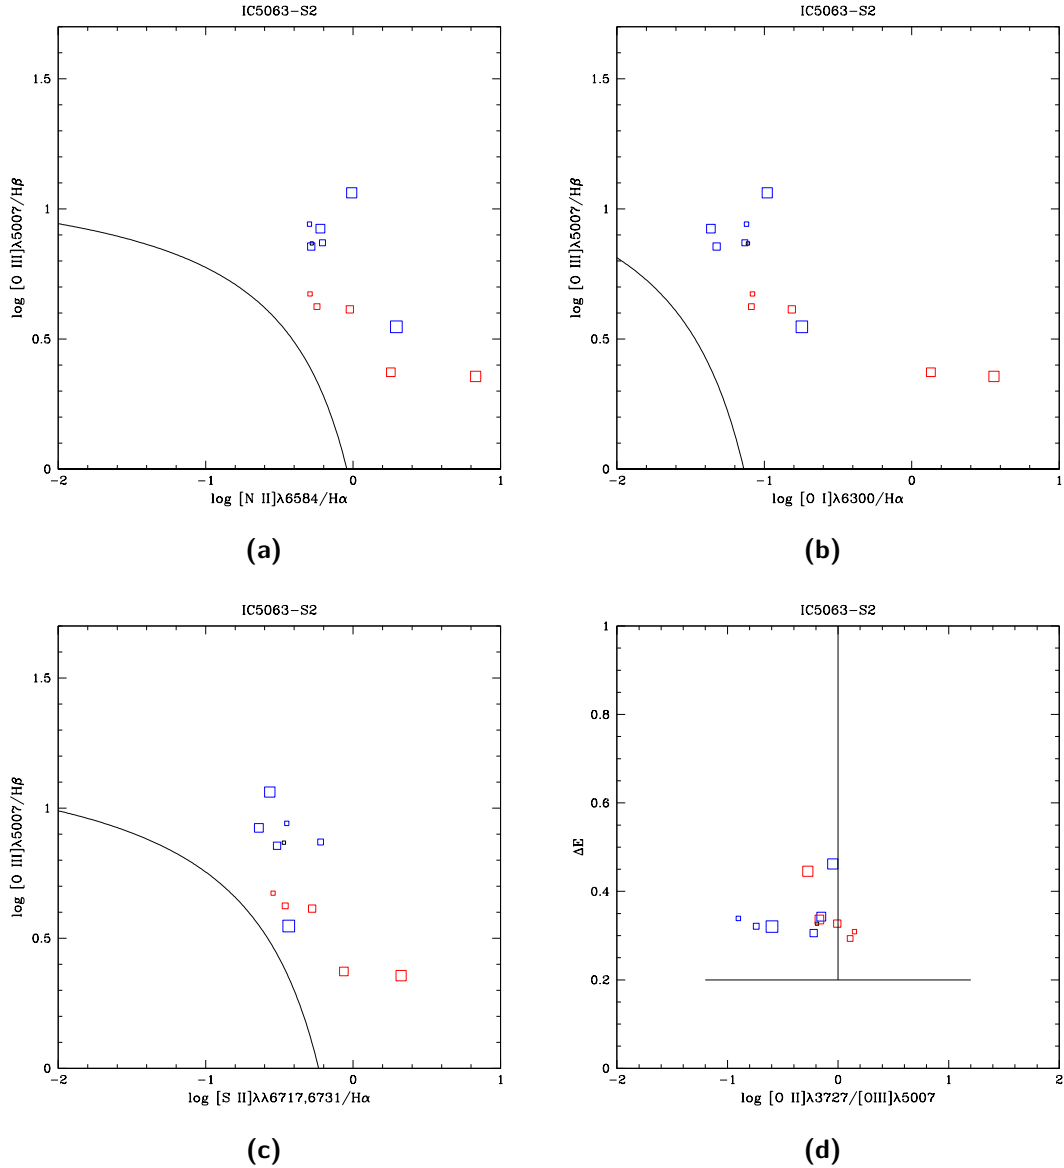 IC5063-S2
IC5063-S2
1.5
1
0.5
0
log [O III]λ5007/Hβ
-2
-1
0
1
log [N II]λ6584/Hα
1.5
1
0.5
0
log [O III]λ5007/Hβ
-2
-1
0
1
log [O I]λ6300/Hα
(a)
(b)
IC5063-S2
IC5063-S2
1.5
1
0.5
0
log [O III]λ5007/Hβ
-2
-1
0
1
log [S II]λλ6717,6731/Hα
1
0.8
0.6
0.4
0.2
0
ΔE
-2
-1
0
1
2
log [O II]λ3727/[OIII]λ5007
(c)
(d)